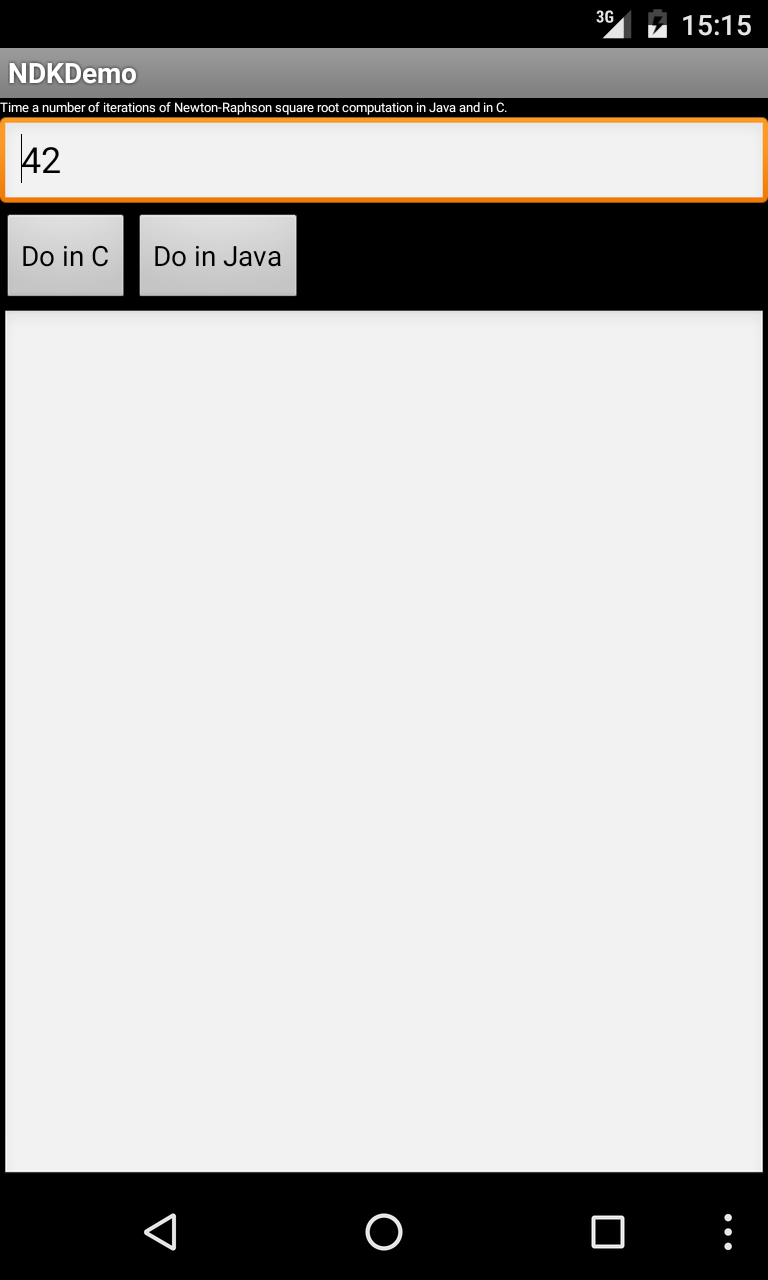 3G 15:15
NDKDemo
Time a number of iterations of Newton-Raphson square root computation in Java and in C.
42
Do in C Do in Java